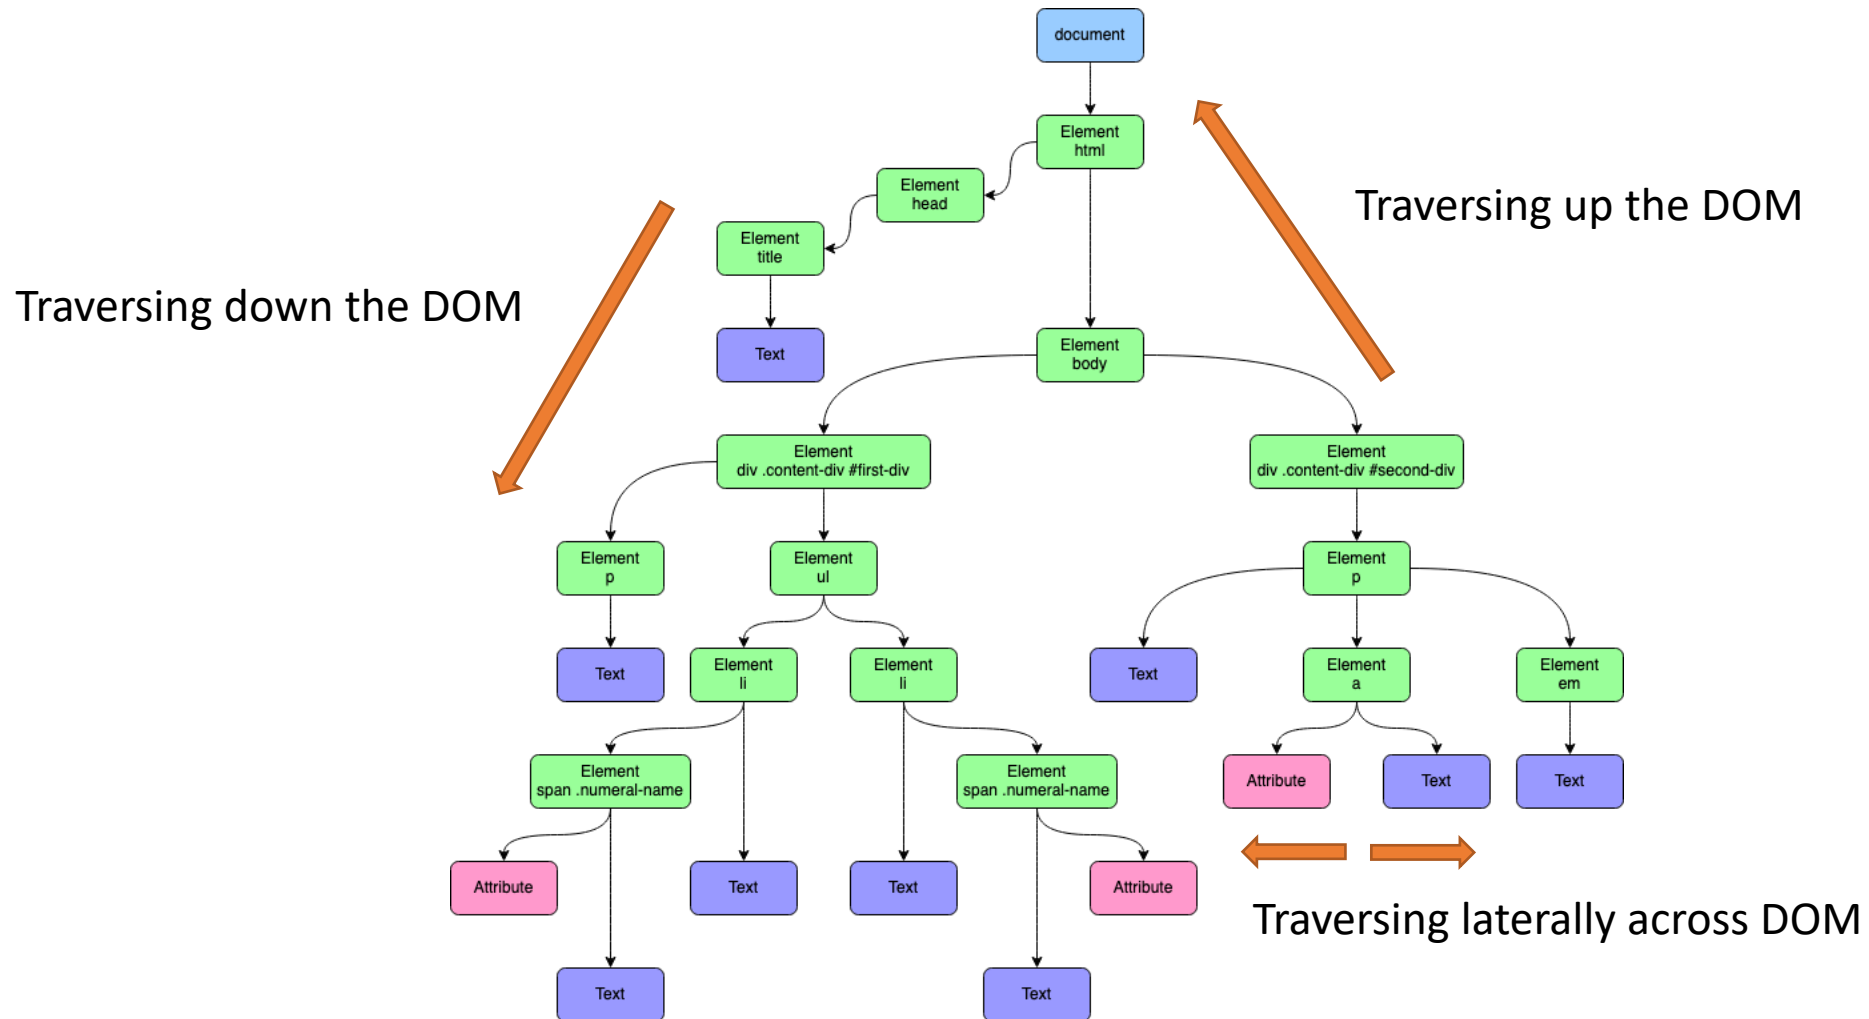 document
Element
html
Element
head
Traversing up the DOM
Element
title
Traversing down the DOM
Text
Element
body
Element
div .content-div #first-div
Element
div .content-div #second-div
Element
p
Element
ul
Element
p
Text
Element
li
Element
li
Text
Element
a
Element
em
Element
span .numeral-name
Element
span .numeral-name
Attribute
Text
Text
Attribute
Text
Text
Attribute
Traversing laterally across DOM
Text
Text